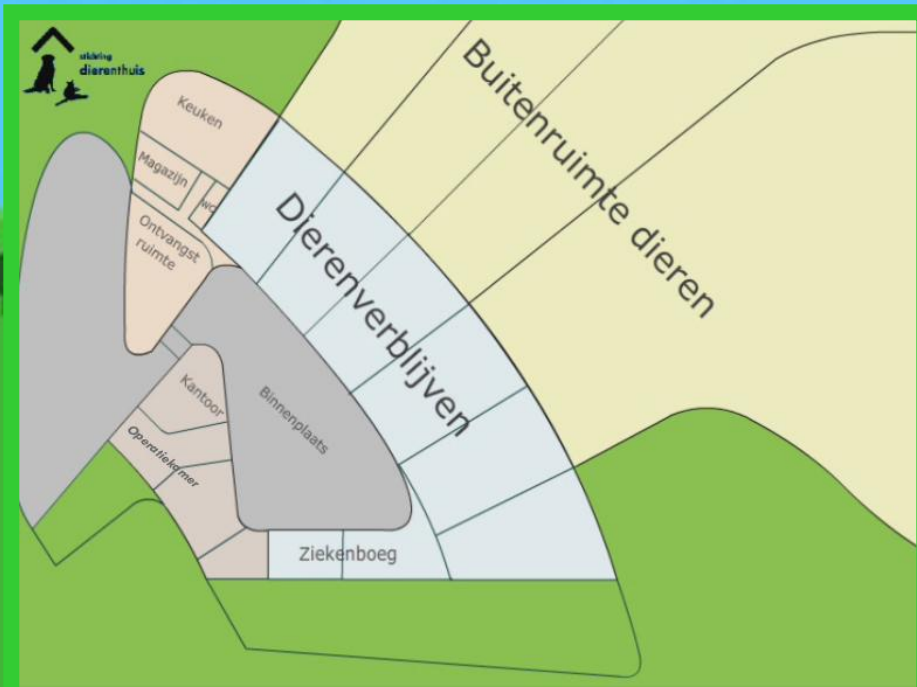 stichting
dierenthuis
Keuken
Magazijn
wc
Ontvangst
ruimte
Buitenruimte dieren
Dierenverblijven
Kantoor
Binnenplaats
Operatiekamer
Ziekenboeg